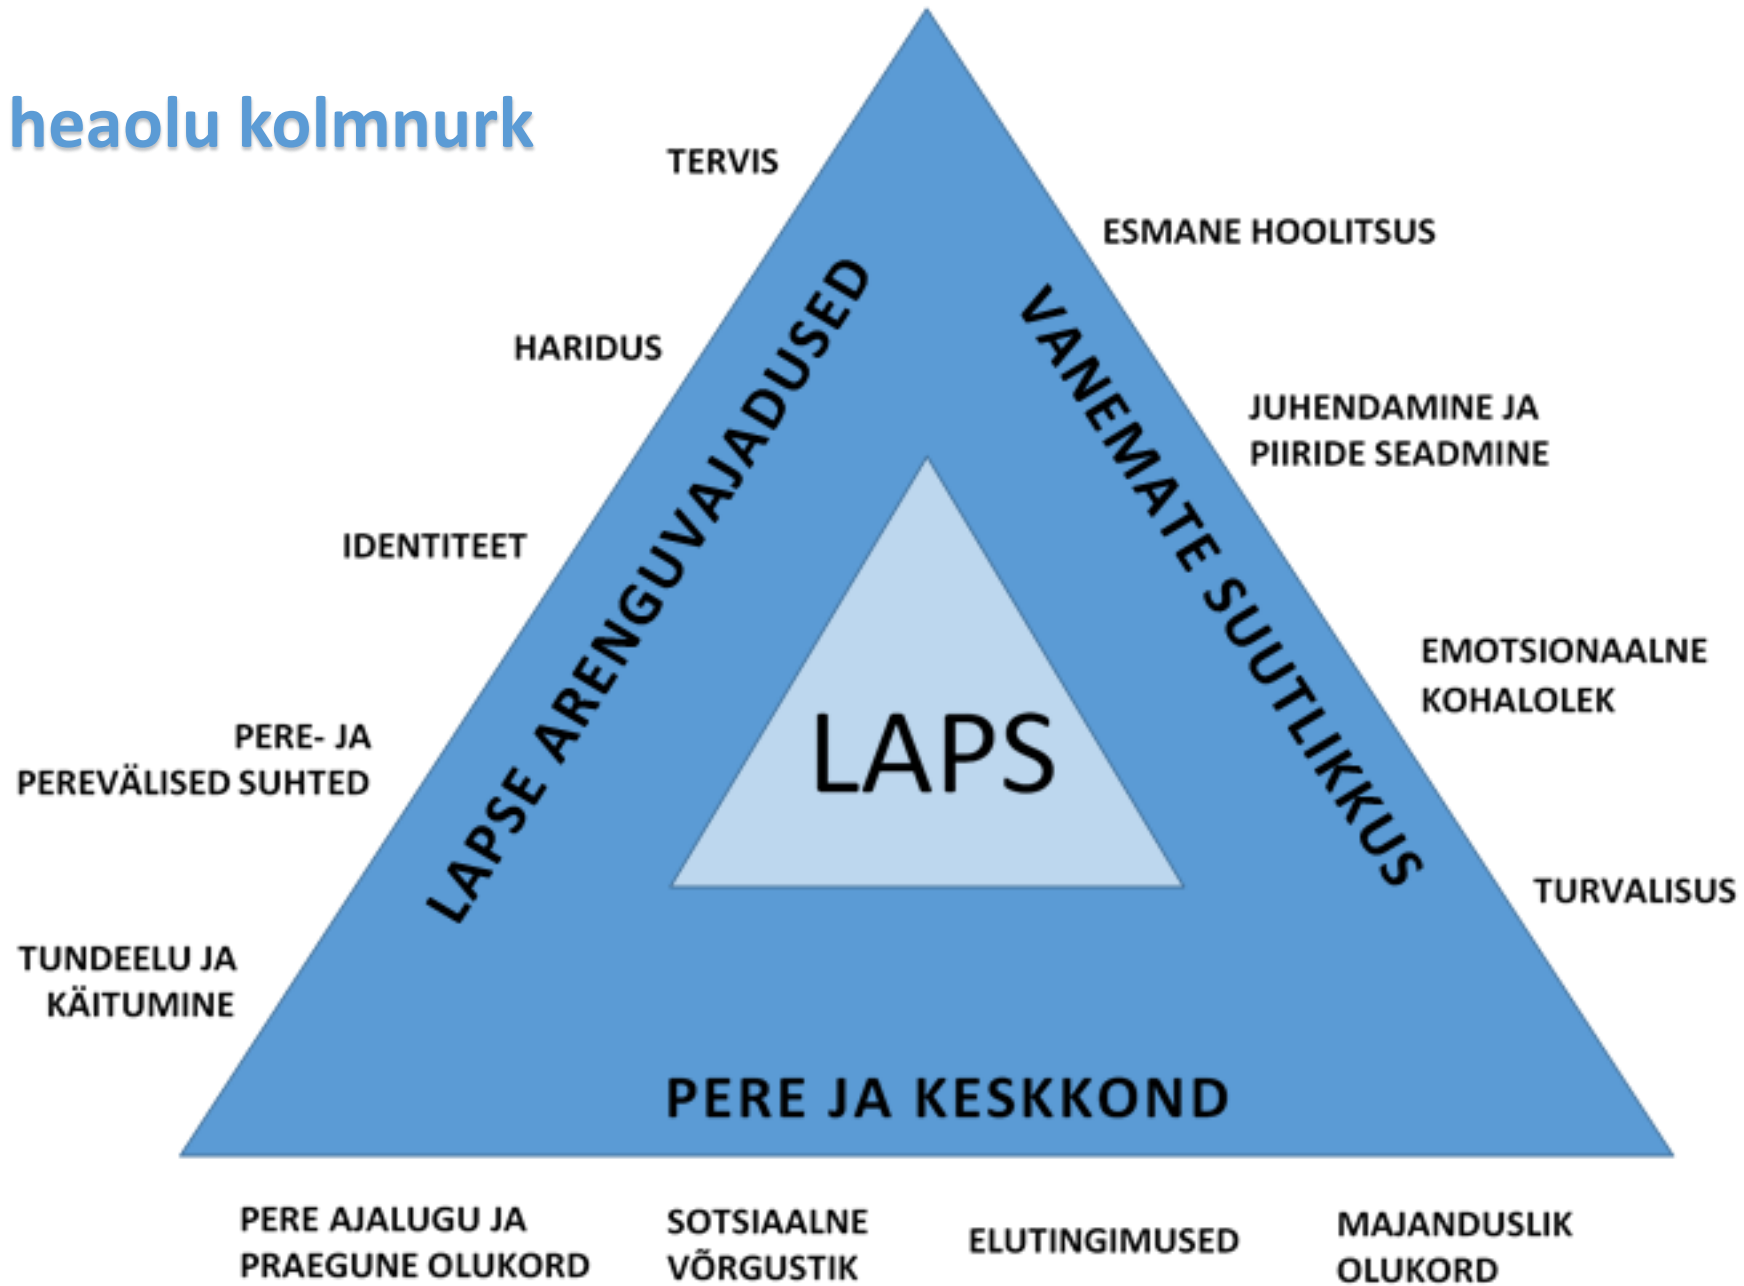 heaolu kolmnurk
TERVIS
HARIDUS
IDENTITEET
PERE- JA
PEREVÄLISED SUHTED
TUNDEELU JA
KÄITUMINE
LAPSE ARENGUVAJADUSED
VANEMATE SUUTLIKKUS
ESMANE HOOLITSUS
JUHENDAMINE JA
PIIRIDE SEADMINE
EMOTSIONAALNE
KOHALOLEK
TURVALISUS
LAPS
PERE JA KESKKOND
PERE AJALUGU JA
PRAEGUNE OLUKORD
SOTSIAALNE
VÕRGUSTIK
ELUTINGIMUSED
MAJANDUSLIK
OLUKORD